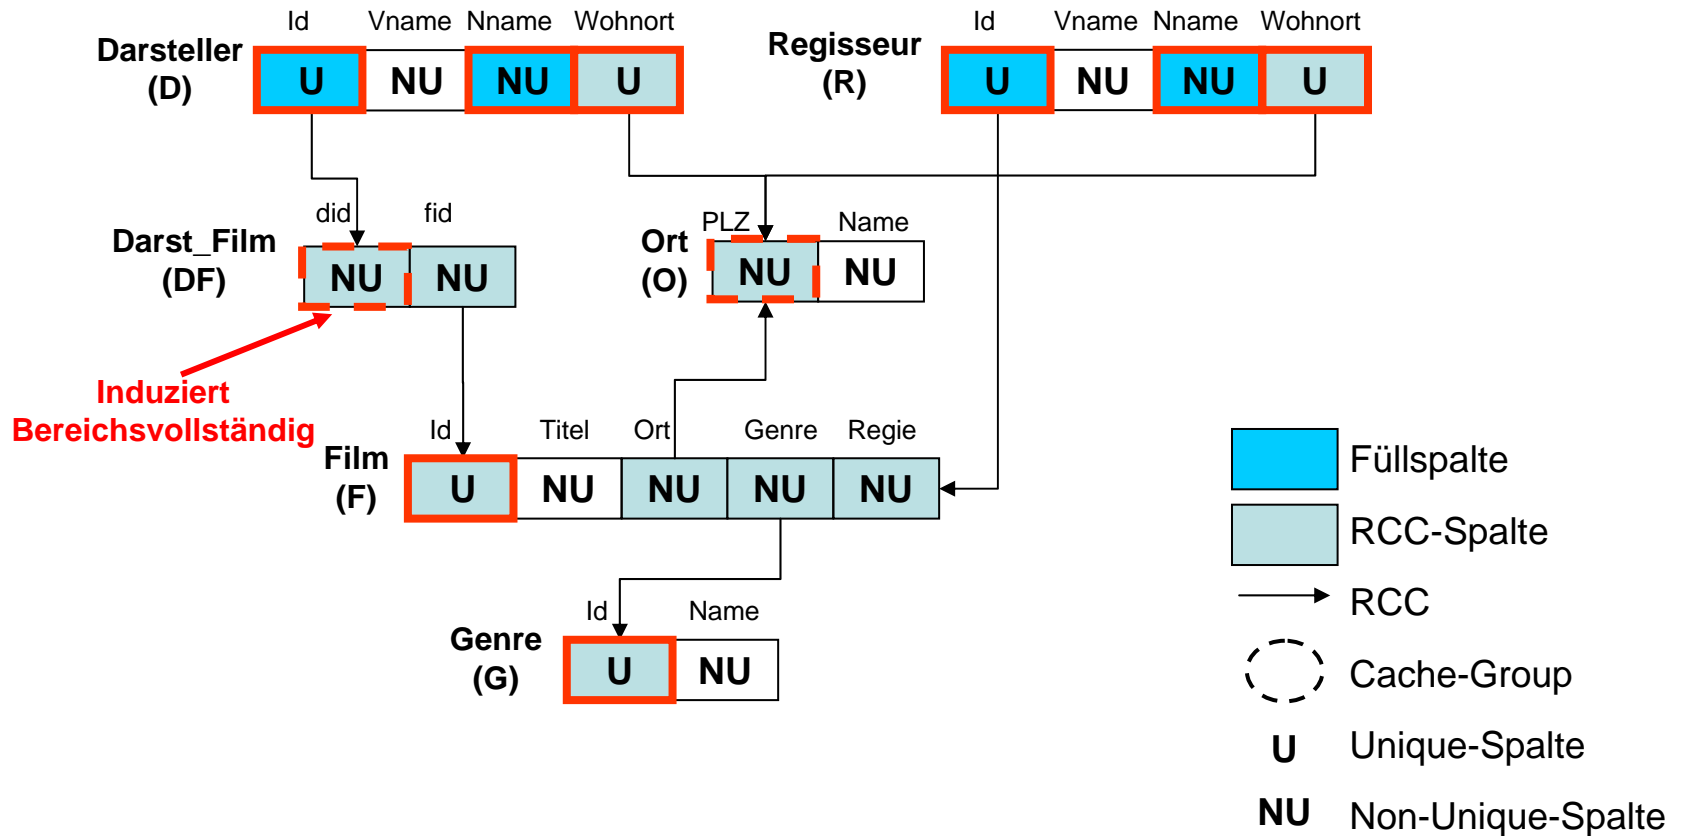 Id Vname Nname Wohnort
Darsteller
(D)
U NU NU U
Id Vname Nname Wohnort
Regisseur
(R)
U NU NU U
did fid
Darst_Film
(DF)
NU NU
PLZ Name
Ort
(O)
NU NU
Induziert
Bereichsvollständig
Id Titel Ort Genre Regie
Film
(F)
U NU NU NU NU
Id Name
Genre
(G)
U NU
Füllspalte
RCC-Spalte
RCC
Cache-Group
U Unique-Spalte
NU Non-Unique-Spalte